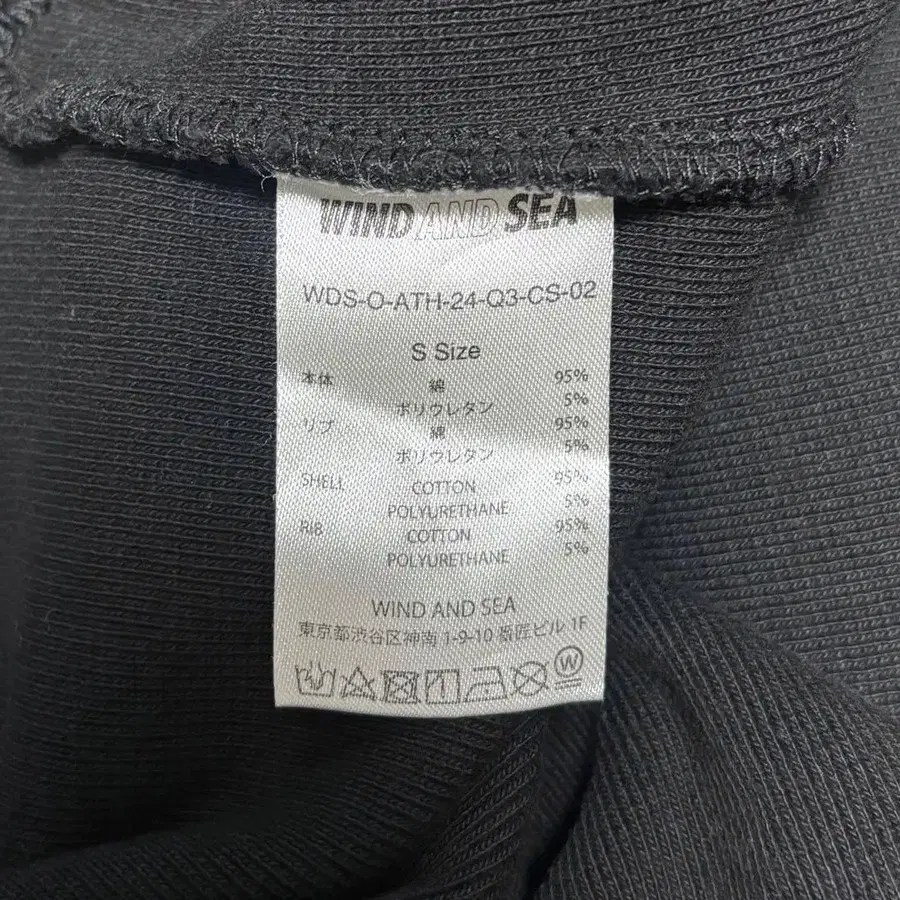 WIND AND SEA
WDS-O-ATH-24-Q3-CS-02
S Size
本体 綿 95%
ポリウレタン 5%
リブ 綿 95%
ポリウレタン 5%
SHELL COTTON 95%
POLYURETHANE 5%
RIB COTTON 95%
POLYURETHANE 5%
WIND AND SEA
東京都渋谷区神南 1-9-10 番匠ビル 1F
W